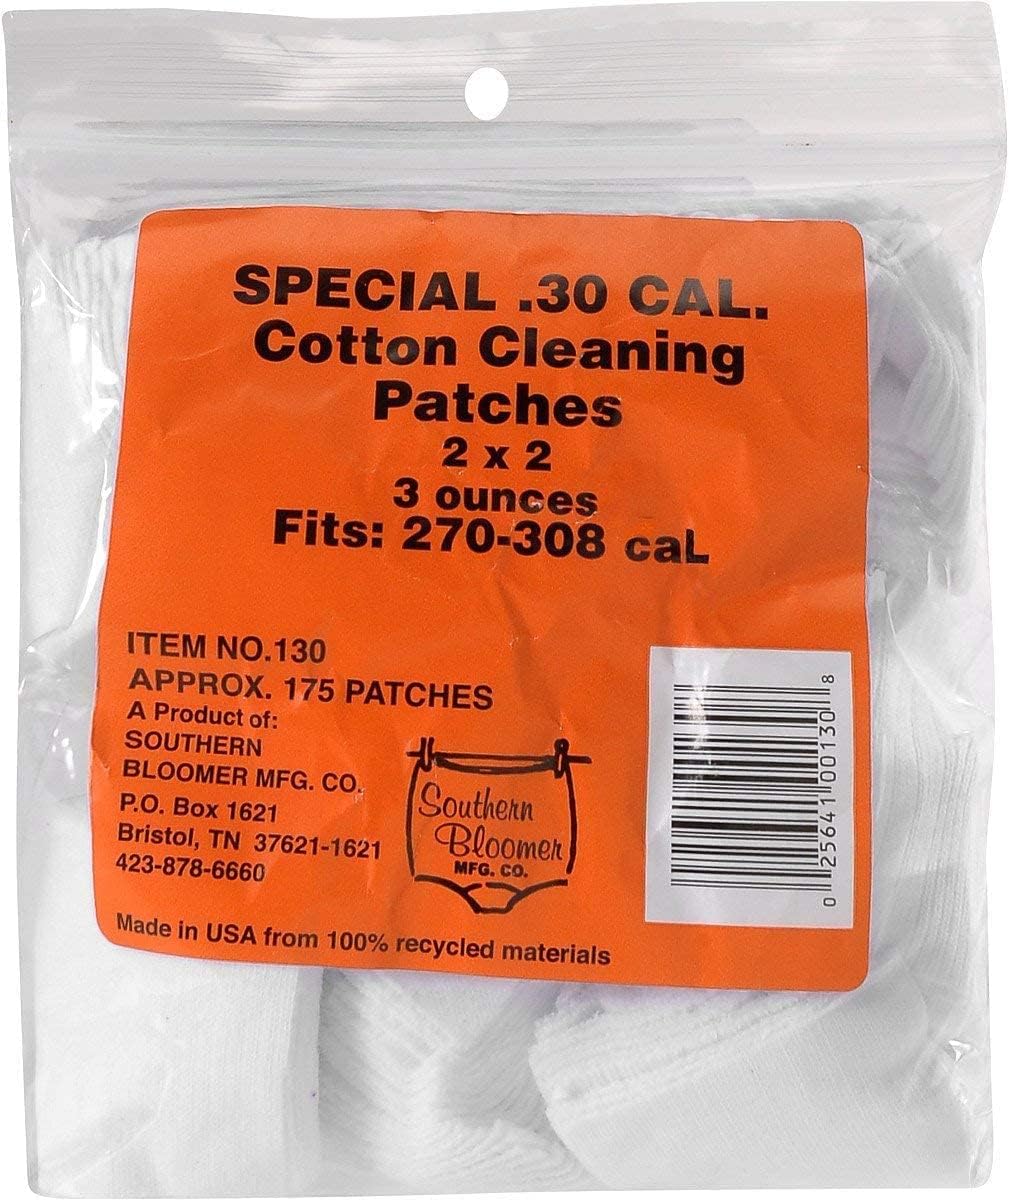 SPECIAL .30 CAL.
Cotton Cleaning
Patches
2 x 2
3 ounces
Fits: 270-308 caL
ITEM NO.130
APPROX. 175 PATCHES
A Product of:
SOUTHERN
BLOOMER MFG. CO.
P.O. Box 1621
Bristol, TN 37621-1621
423-878-6660
Southern
Bloomer
MFG. CO.
Made in USA from 100% recycled materials
0 25641 00130 8